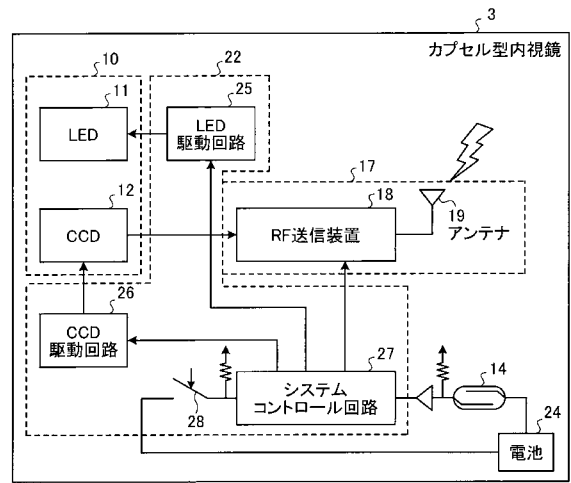 3
カプセル型内視鏡
10
22
11
25
LED
LED
駆動回路
17
12
18
CCD
RF送信装置
19
アンテナ
26
CCD
駆動回路
27
システム
コントロール回路
28
14
24
電池